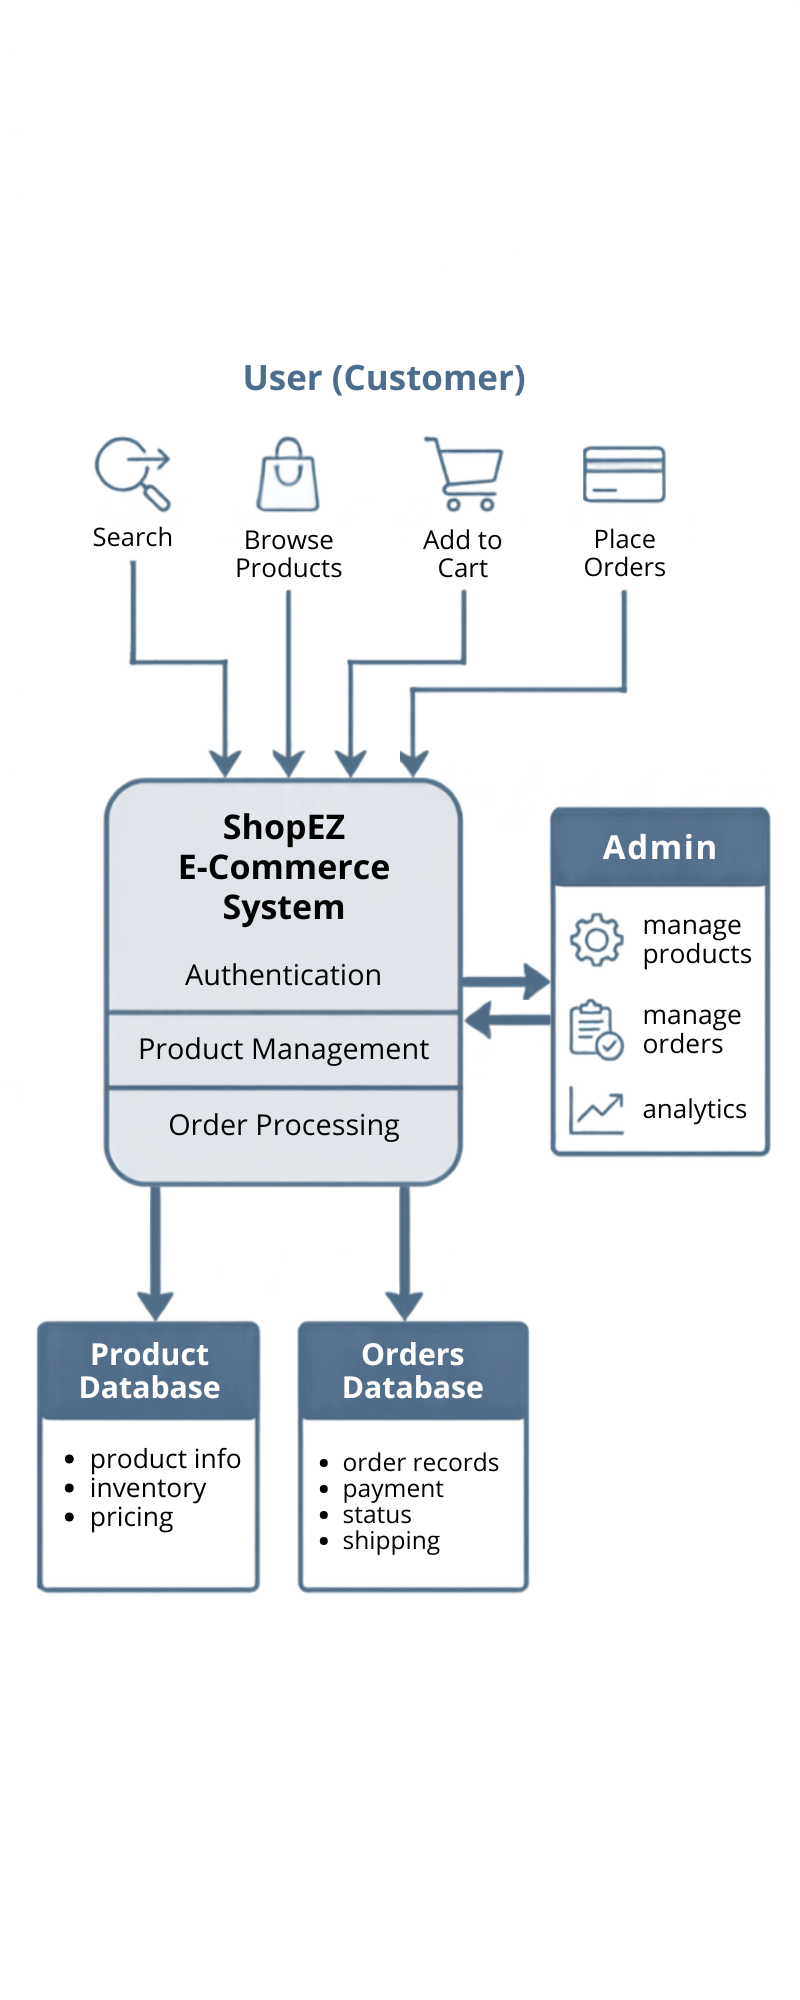 User (Customer)
Search
Browse
Products
Add to
Cart
Place
Orders
ShopEZ
E-Commerce
System
Authentication
Product Management
Order Processing
Admin
manage
products
manage
orders
analytics
Product
Database
• product info
• inventory
• pricing
Orders
Database
• order records
• payment
• status
• shipping